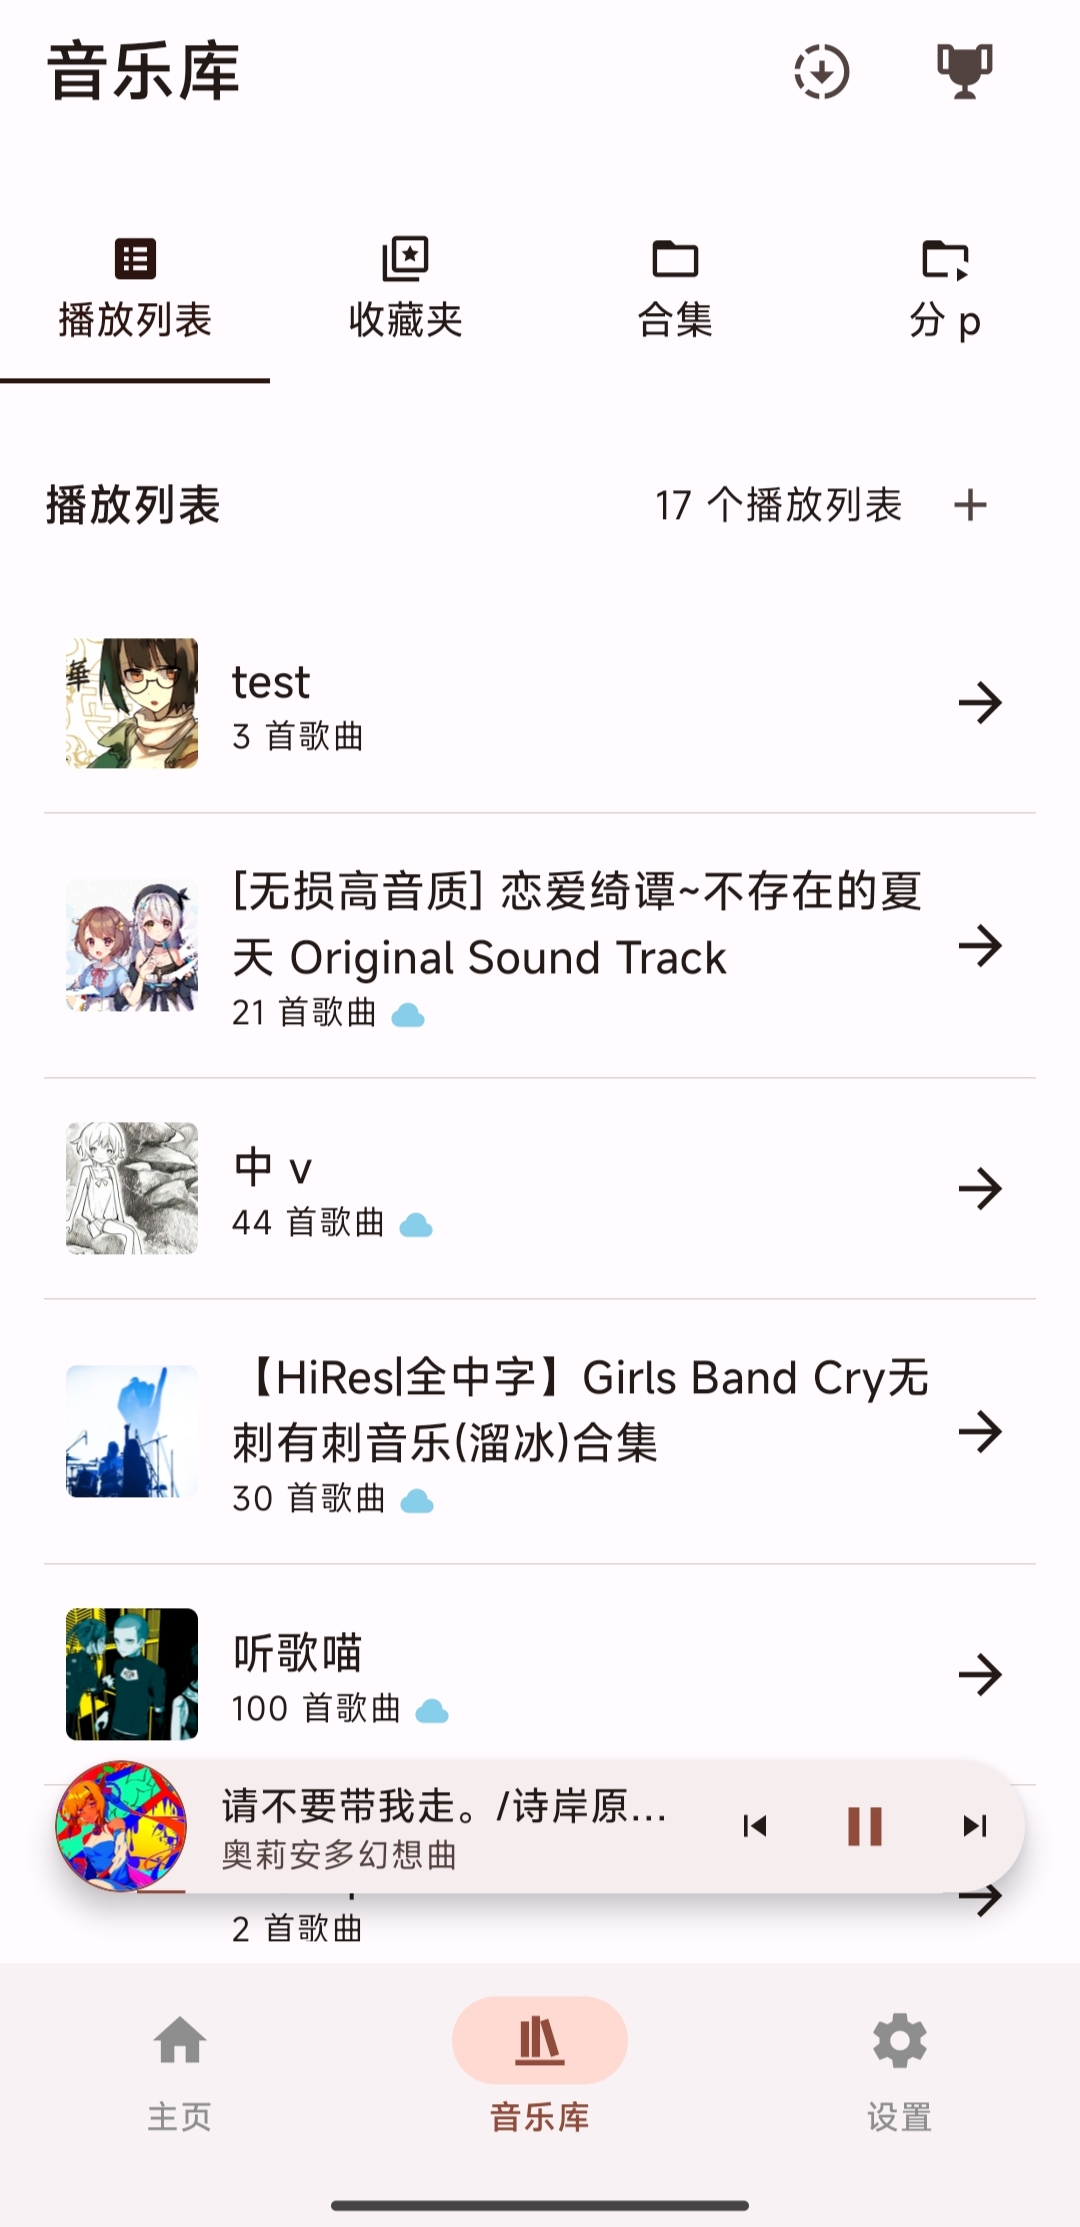 音乐库
播放列表
收藏夹
合集
分 p
播放列表
17 个播放列表
test
3 首歌曲
[无损高音质] 恋爱绮谭~不存在的夏
天 Original Sound Track
21 首歌曲
中 v
44 首歌曲
【HiRes|全中字】Girls Band Cry无
刺有刺音乐(溜冰)合集
30 首歌曲
听歌喵
100 首歌曲
请不要带我走。/诗岸原...
奥莉安多幻想曲
2 首歌曲
主页
音乐库
设置